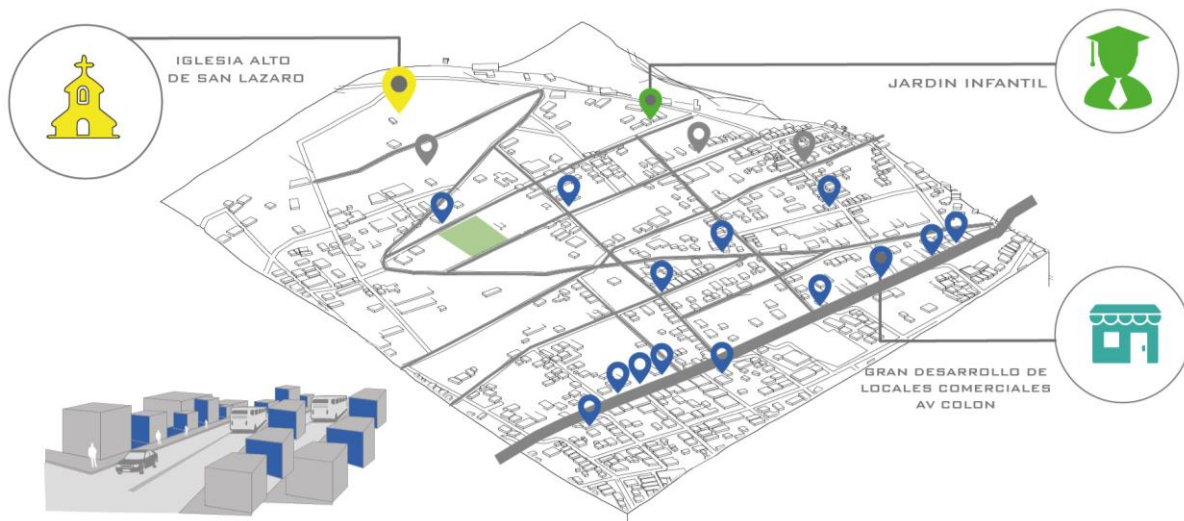 IGLESIA ALTO
DE SAN LAZARO
JARDIN INFANTIL
GRAN DESARROLLO DE
LOCALES COMERCIALES
AV COLON